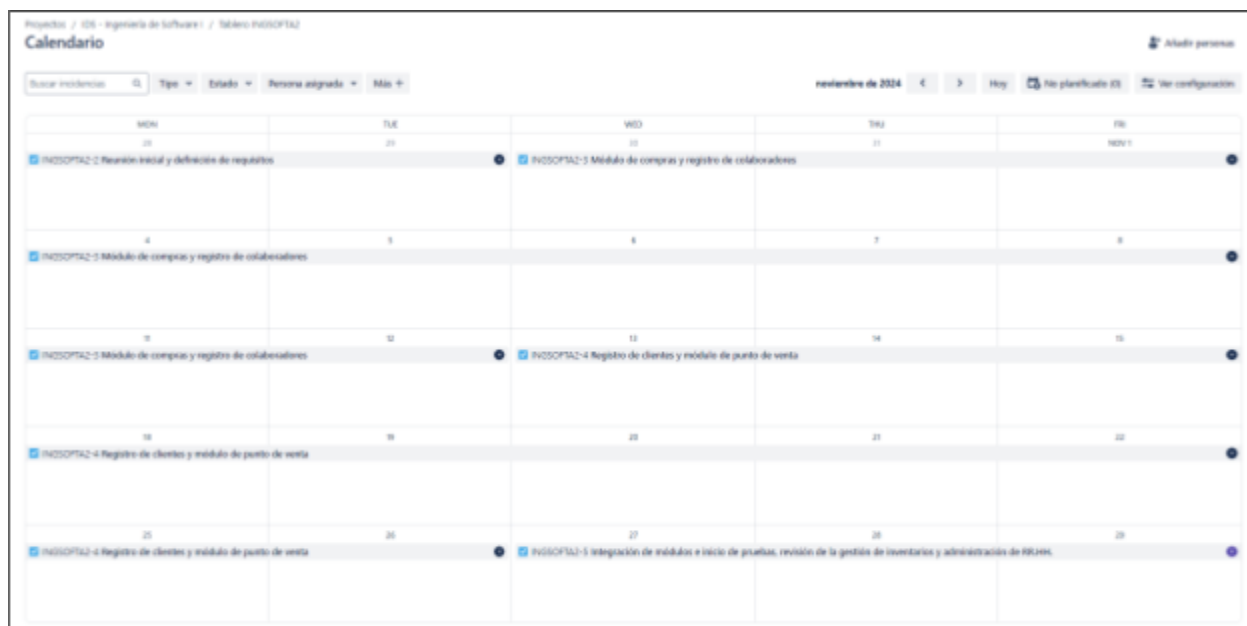 Proyectos / IDS - Ingeniería de Software I / Tablero INGSOFTA2
Calendario
Añadir personas
Buscar incidencias Tipo Estado Persona asignada Más + noviembre de 2024 < > Hoy No planificado (0) Ver configuración
MON TUE WED THU FRI
28 29 30 31 NOV 1
INGSOFTA2-2 Reunión inicial y definición de requisitos INGSOFTA2-3 Módulo de compras y registro de colaboradores
4 5 6 7 8
INGSOFTA2-3 Módulo de compras y registro de colaboradores
11 12 13 14 15
INGSOFTA2-3 Módulo de compras y registro de colaboradores INGSOFTA2-4 Registro de clientes y módulo de punto de venta
18 19 20 21 22
INGSOFTA2-4 Registro de clientes y módulo de punto de venta
25 26 27 28 29
INGSOFTA2-4 Registro de clientes y módulo de punto de venta INGSOFTA2-5 Integración de módulos e inicio de pruebas, revisión de la gestión de inventarios y administración de RR.HH.